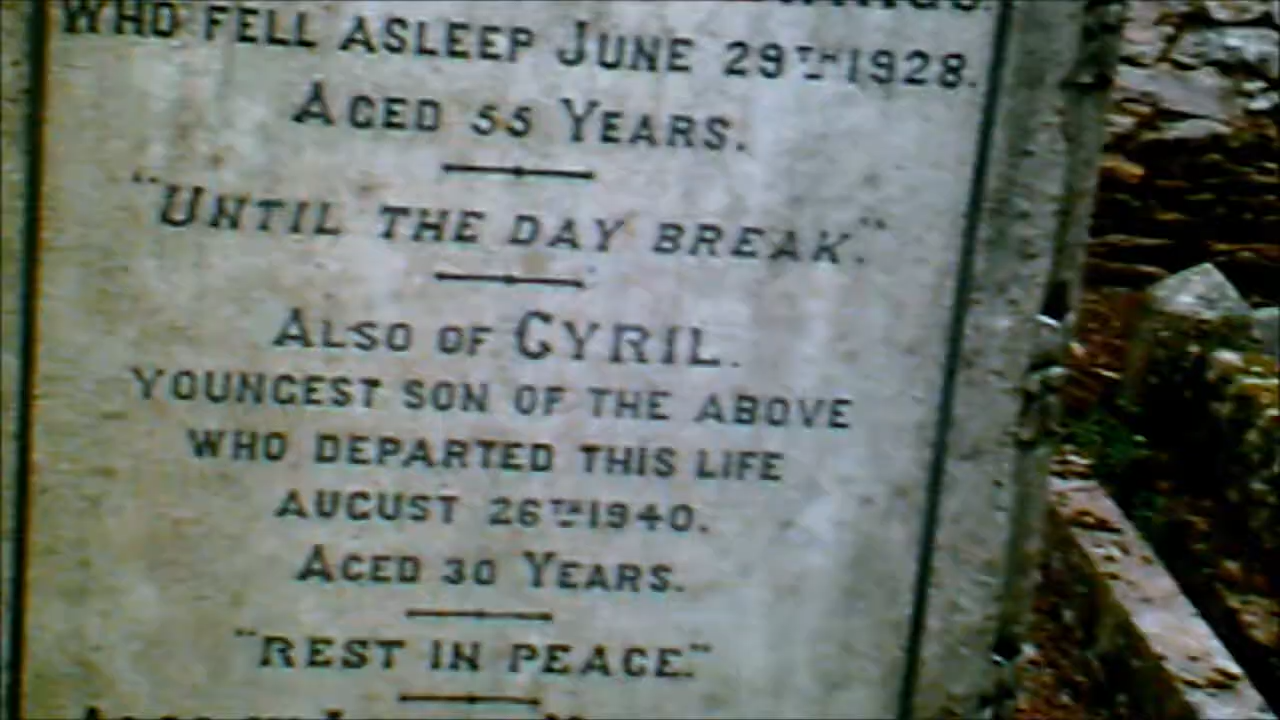 WHO FELL ASLEEP JUNE 29TH 1928.
AGED 55 YEARS.
"UNTIL THE DAY BREAK."
ALSO OF CYRIL.
YOUNGEST SON OF THE ABOVE
WHO DEPARTED THIS LIFE
AUGUST 26TH 1940.
AGED 30 YEARS.
"REST IN PEACE."